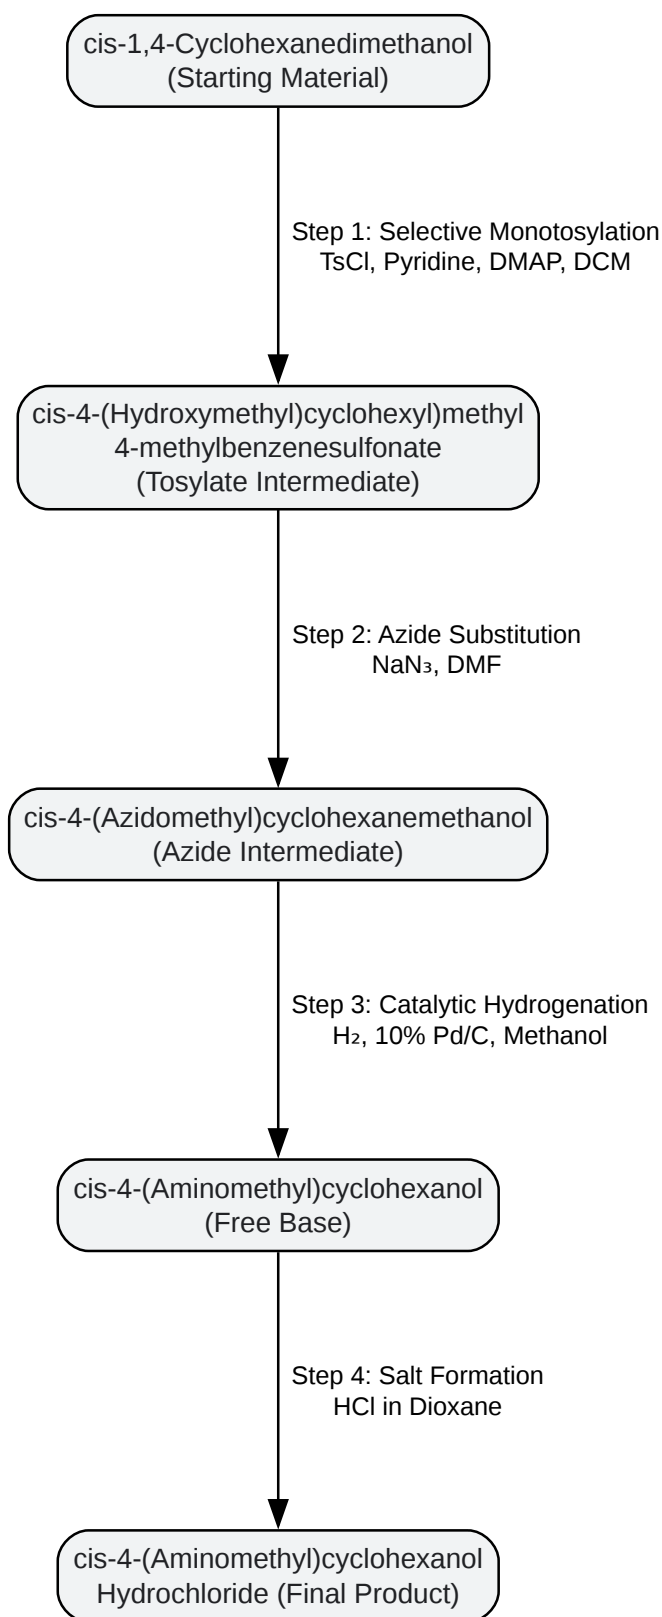 cis-1,4-Cyclohexanedimethanol
(Starting Material)
Step 1: Selective Monotosylation
TsCl, Pyridine, DMAP, DCM
cis-4-(Hydroxymethyl)cyclohexyl)methyl
4-methylbenzenesulfonate
(Tosylate Intermediate)
Step 2: Azide Substitution
NaN₃, DMF
cis-4-(Azidomethyl)cyclohexanemethanol
(Azide Intermediate)
Step 3: Catalytic Hydrogenation
H₂, 10% Pd/C, Methanol
cis-4-(Aminomethyl)cyclohexanol
(Free Base)
Step 4: Salt Formation
HCl in Dioxane
cis-4-(Aminomethyl)cyclohexanol
Hydrochloride (Final Product)